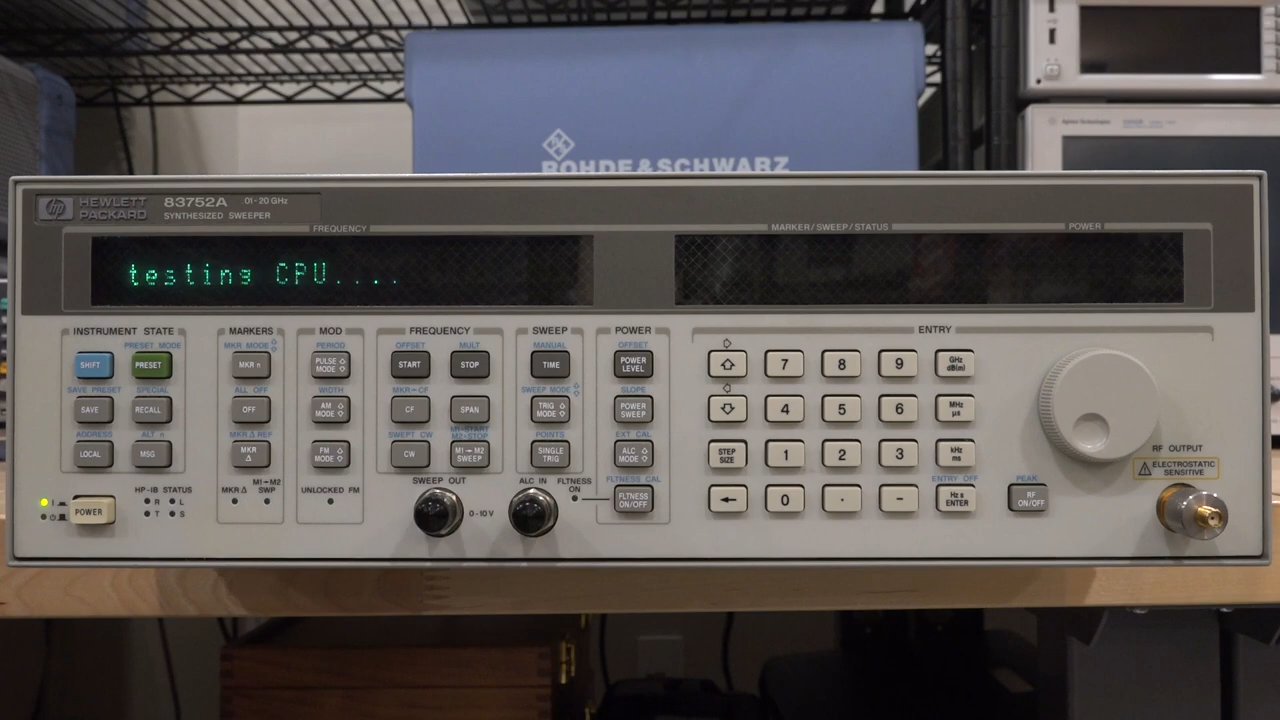 ROHDE&SCHWARZ
Agilent Technologies
hp HEWLETT PACKARD 83752A .01-20 GHz
SYNTHESIZED SWEEPER
FREQUENCY
MARKER/SWEEP/STATUS
POWER
testing CPU....
INSTRUMENT STATE
MARKERS
MOD
FREQUENCY
SWEEP
POWER
ENTRY
PRESET MODE
MKR MODE
PERIOD
OFFSET
MULT
MANUAL
OFFSET
SHIFT
PRESET
MKR n
PULSE MODE
START
STOP
TIME
POWER LEVEL
7
8
9
GHz dB(m)
SAVE PRESET
SPECIAL
ALL OFF
WIDTH
MKR→CF
SWEEP MODE
SLOPE
SAVE
RECALL
OFF
AM MODE
CF
SPAN
TRIG MODE
POWER SWEEP
4
5
6
MHz µs
ADDRESS
ALT n
MKR Δ REF
SWEPT CW
M1→START
M2→STOP
POINTS
EXT CAL
LOCAL
MSG
MKR Δ
FM MODE
CW
M1→M2 SWEEP
SINGLE TRIG
ALC MODE
STEP SIZE
1
2
3
kHz ms
RF OUTPUT
ELECTROSTATIC SENSITIVE
POWER
HP-IB STATUS
R
L
T
S
MKR Δ
M1→M2 SWP
UNLOCKED FM
SWEEP OUT
0-10 V
ALC IN
FLTNESS ON
FLTNESS CAL
FLTNESS ON/OFF
←
0
.
−
ENTRY OFF
Hz s ENTER
PEAK
RF ON/OFF